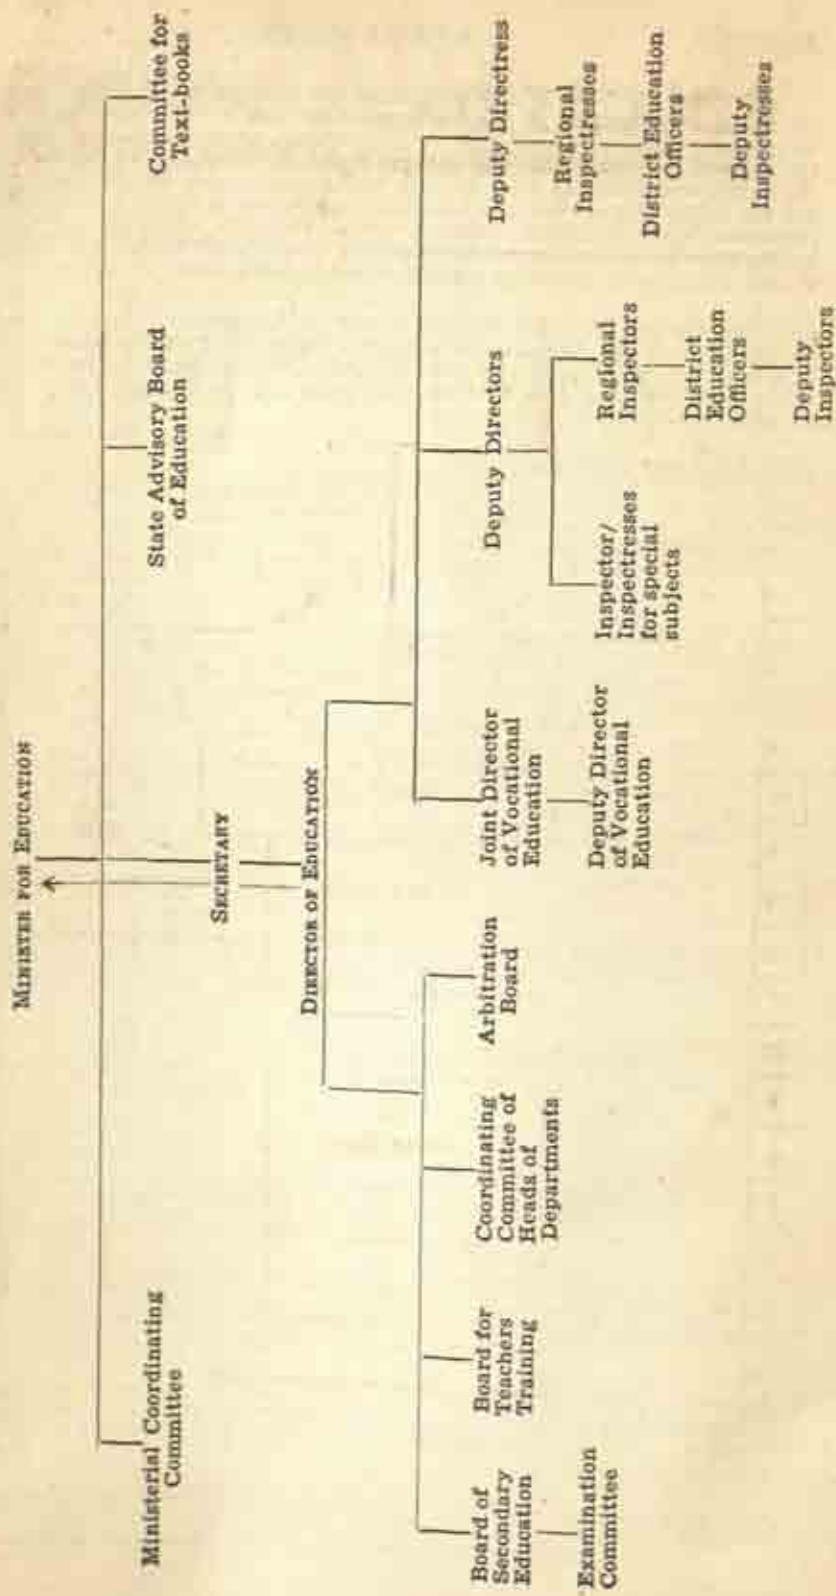 MINISTER FOR EDUCATION
Ministerial Coordinating
Committee
State Advisory Board
of Education
Committee for
Text-books
SECRETARY
DIRECTOR OF EDUCATION
Board of
Secondary
Education
Examination
Committee
Board for
Teachers
Training
Coordinating
Committee of
Heads of
Departments
Arbitration
Board
Joint Director
of Vocational
Education
Deputy Director
of Vocational
Education
Deputy Directors
Inspector/
Inspectresses
for special
subjects
Regional
Inspectors
District
Education
Officers
Deputy
Inspectors
Deputy Directress
Regional
Inspectresses
District Education
Officers
Deputy
Inspectresses